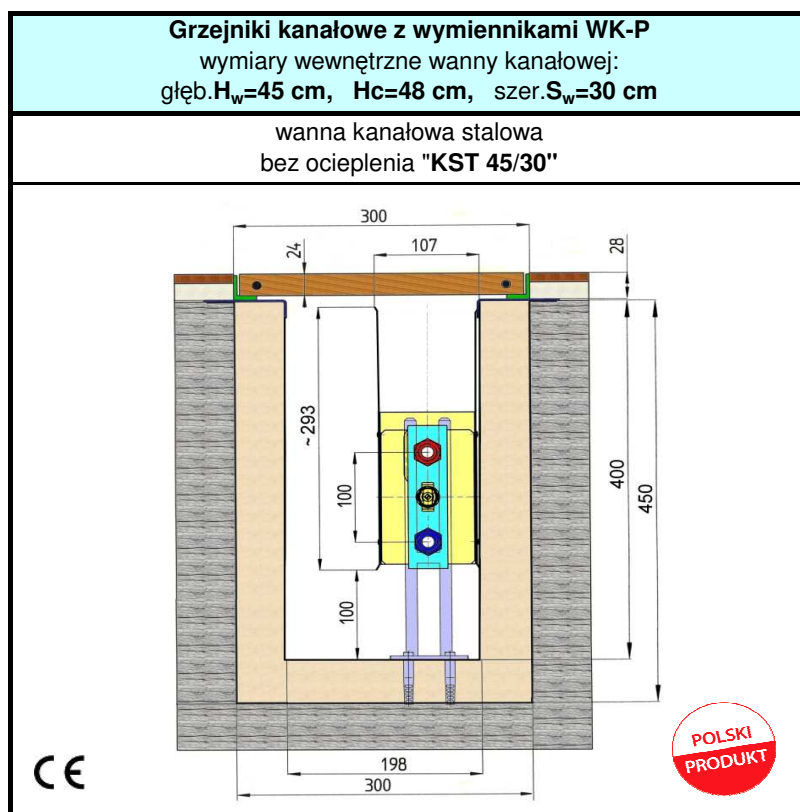 Grzejniki kanałowe z wymiennikami WK-P
wymiary wewnętrzne wanny kanałowej:
głęb.Hw=45 cm, Hc=48 cm, szer.Sw=30 cm
wanna kanałowa stalowa
bez ocieplenia "KST 45/30"
300
107
24
28
~293
100
100
400
450
198
300
CE
POLSKI
PRODUKT